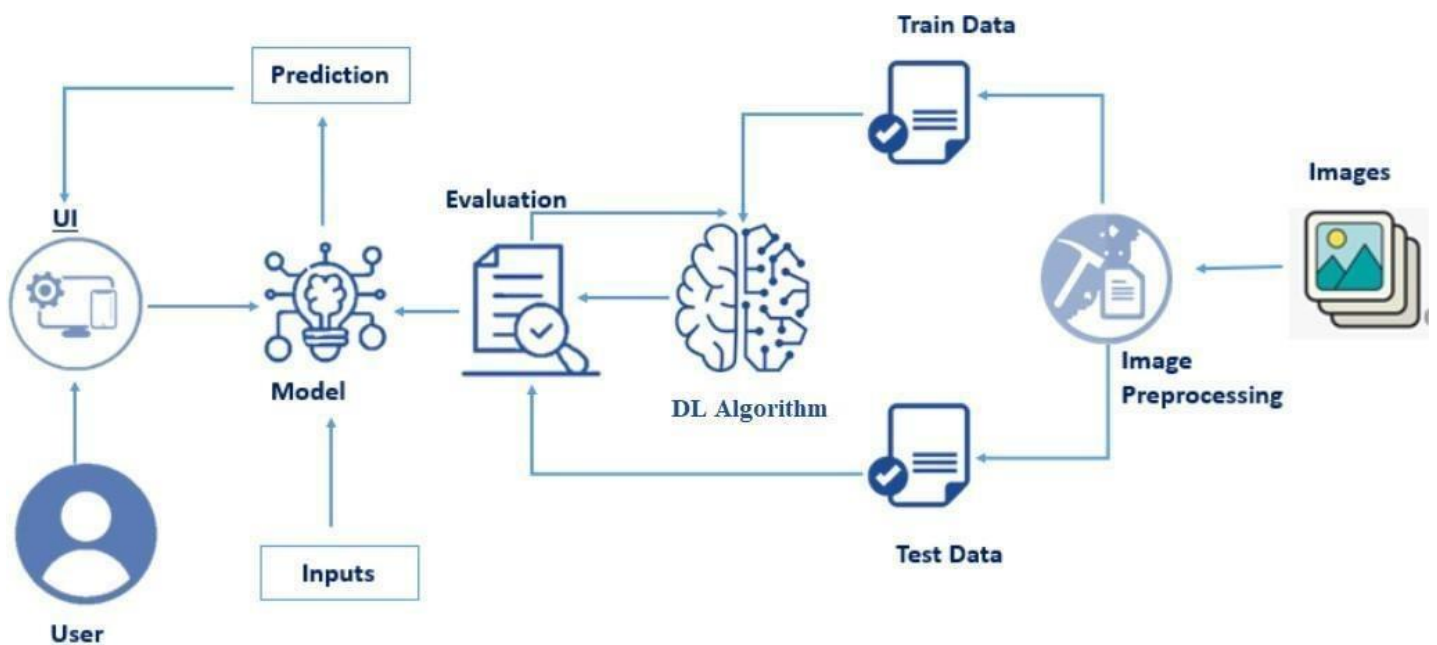 Train Data
Prediction
Images
Evaluation
UI
Image
Preprocessing
Model
DL Algorithm
Test Data
Inputs
User